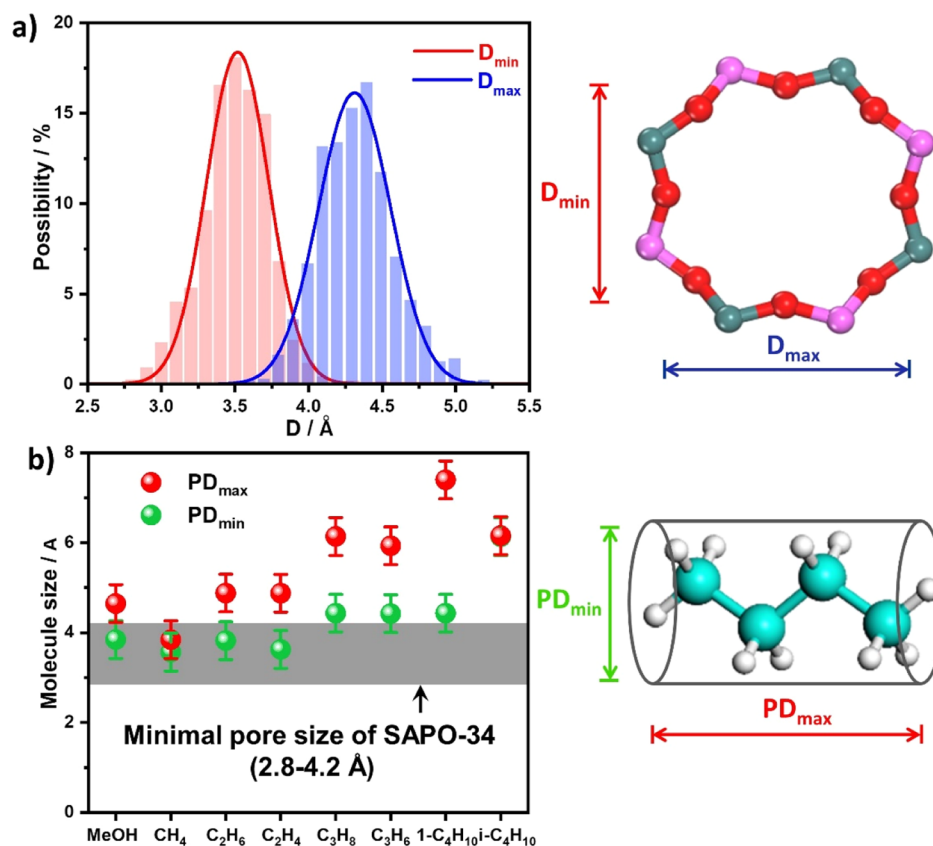 a)
20
15
10
5
0
Possibility / %
Dmin
Dmax
2.5 3.0 3.5 4.0 4.5 5.0 5.5
D / Å
Dmin
Dmax
b)
8
6
4
2
0
Molecule size / A
PDmax
PDmin
Minimal pore size of SAPO-34
(2.8-4.2 Å)
MeOH CH4 C2H6 C2H4 C3H8 C3H6 1-C4H10 i-C4H10
PDmin
PDmax